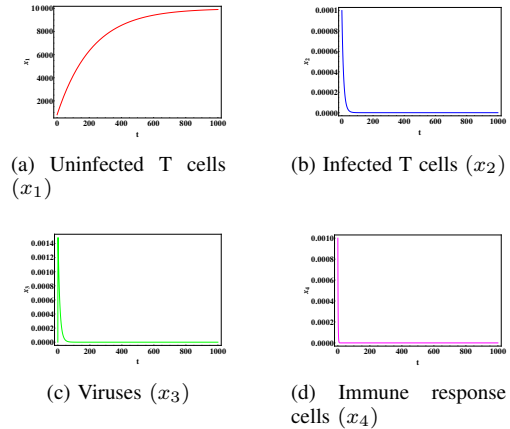 10 000
8000
6000
4000
2000
x1
0 200 400 600 800 1000
t
(a) Uninfected T cells
(x1)
0.0001
0.00008
0.00006
0.00004
0.00002
0.0000
x2
0 200 400 600 800 1000
t
(b) Infected T cells (x2)
0.0014
0.0012
0.0010
0.0008
0.0006
0.0004
0.0002
0.0000
x3
0 200 400 600 800 1000
t
(c) Viruses (x3)
0.0010
0.0008
0.0006
0.0004
0.0002
0.0000
x4
0 200 400 600 800 1000
t
(d) Immune response
cells (x4)